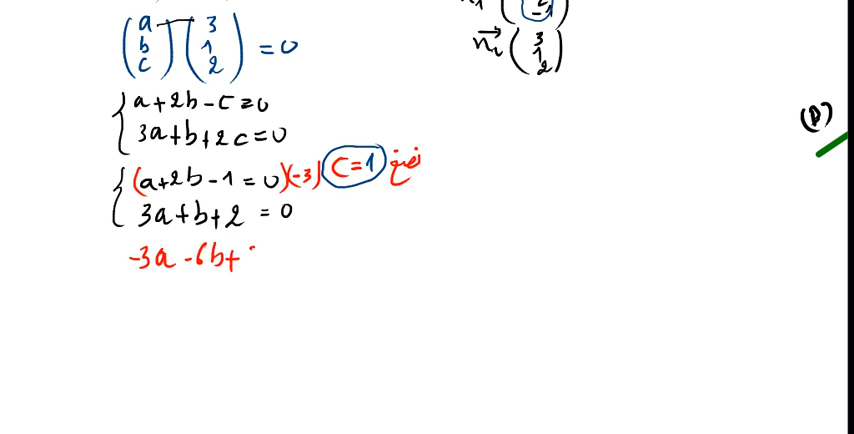 (a b c) (3 1 2) = 0
{ a + 2b - c = 0
3a + b + 2c = 0
{ (a + 2b - 1 = 0)(-3) C = 1 نضع
3a + b + 2 = 0
-3a - 6b +
-1
n₂ (3 1 2)
(D)